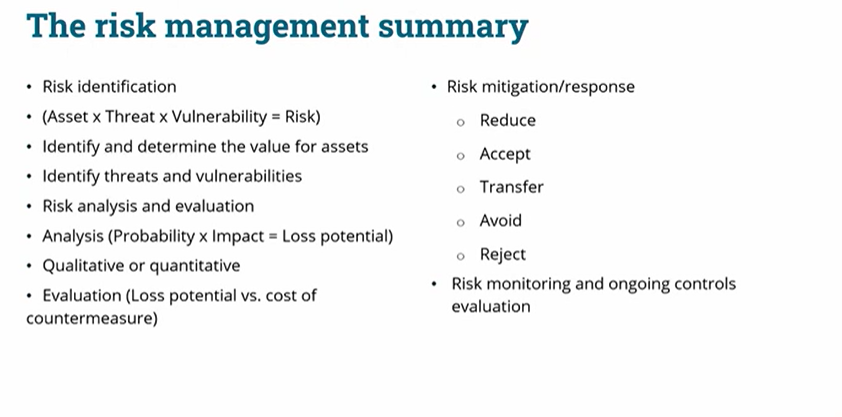 The risk management summary
• Risk identification
• (Asset x Threat x Vulnerability = Risk)
• Identify and determine the value for assets
• Identify threats and vulnerabilities
• Risk analysis and evaluation
• Analysis (Probability x Impact = Loss potential)
• Qualitative or quantitative
• Evaluation (Loss potential vs. cost of
countermeasure)
• Risk mitigation/response
o Reduce
o Accept
o Transfer
o Avoid
o Reject
• Risk monitoring and ongoing controls
evaluation